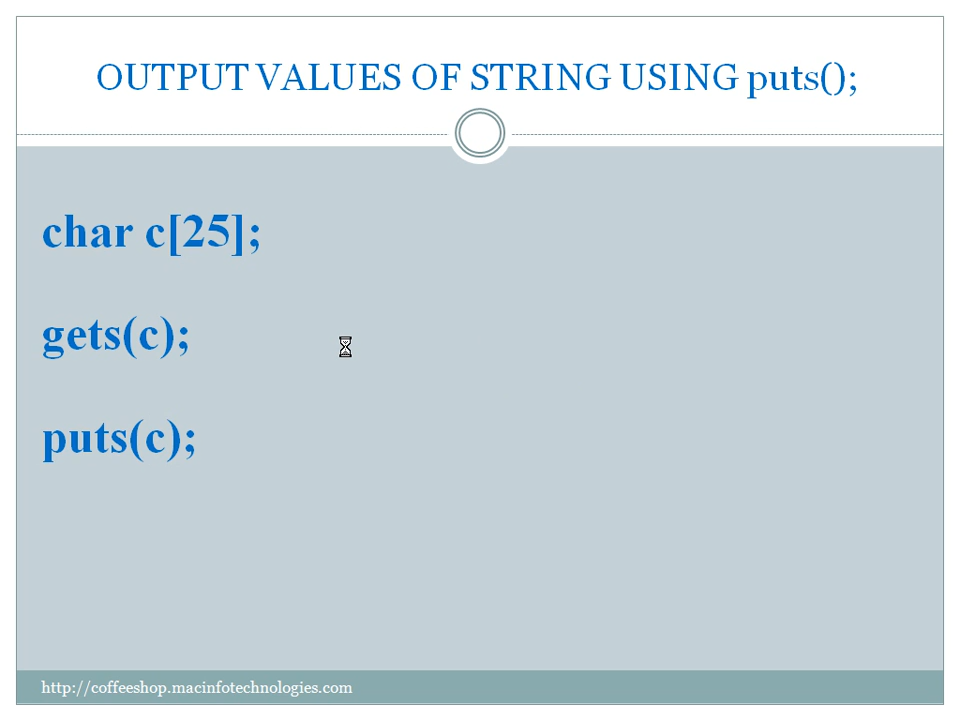 OUTPUT VALUES OF STRING USING puts();
char c[25];
gets(c);
puts(c);
http://coffeeshop.macinfotechnologies.com